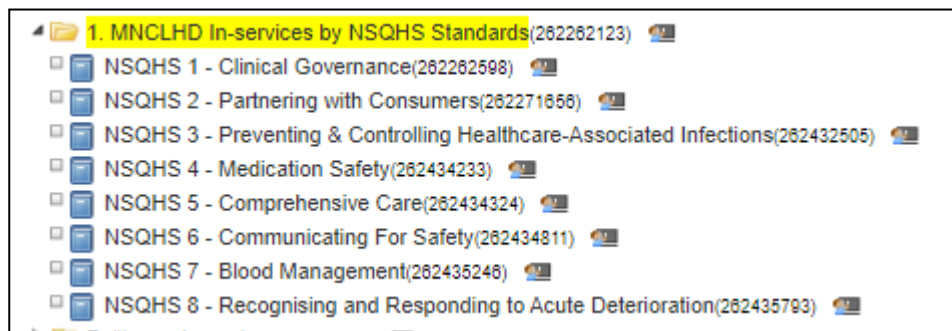 1. MNCLHD In-services by NSQHS Standards(262262123)
NSQHS 1 - Clinical Governance(262262598)
NSQHS 2 - Partnering with Consumers(262271656)
NSQHS 3 - Preventing & Controlling Healthcare-Associated Infections(262432505)
NSQHS 4 - Medication Safety(262434233)
NSQHS 5 - Comprehensive Care(262434324)
NSQHS 6 - Communicating For Safety(262434811)
NSQHS 7 - Blood Management(262435246)
NSQHS 8 - Recognising and Responding to Acute Deterioration(262435793)